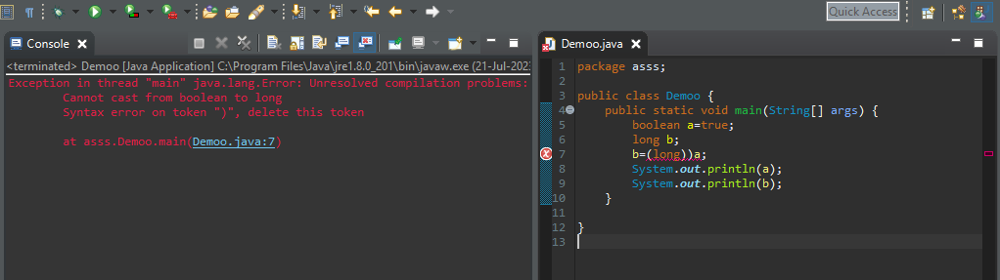 Quick Access
Console
<terminated> Demoo [Java Application] C:\Program Files\Java\jre1.8.0_201\bin\javaw.exe (21-Jul-202
Exception in thread "main" java.lang.Error: Unresolved compilation problems:
Cannot cast from boolean to long
Syntax error on token ")", delete this token
at asss.Demoo.main(Demoo.java:7)
Demoo.java
1 package asss;
2
3 public class Demoo {
4 public static void main(String[] args) {
5 boolean a=true;
6 long b;
7 b=(long))a;
8 System.out.println(a);
9 System.out.println(b);
10 }
11
12 }
13